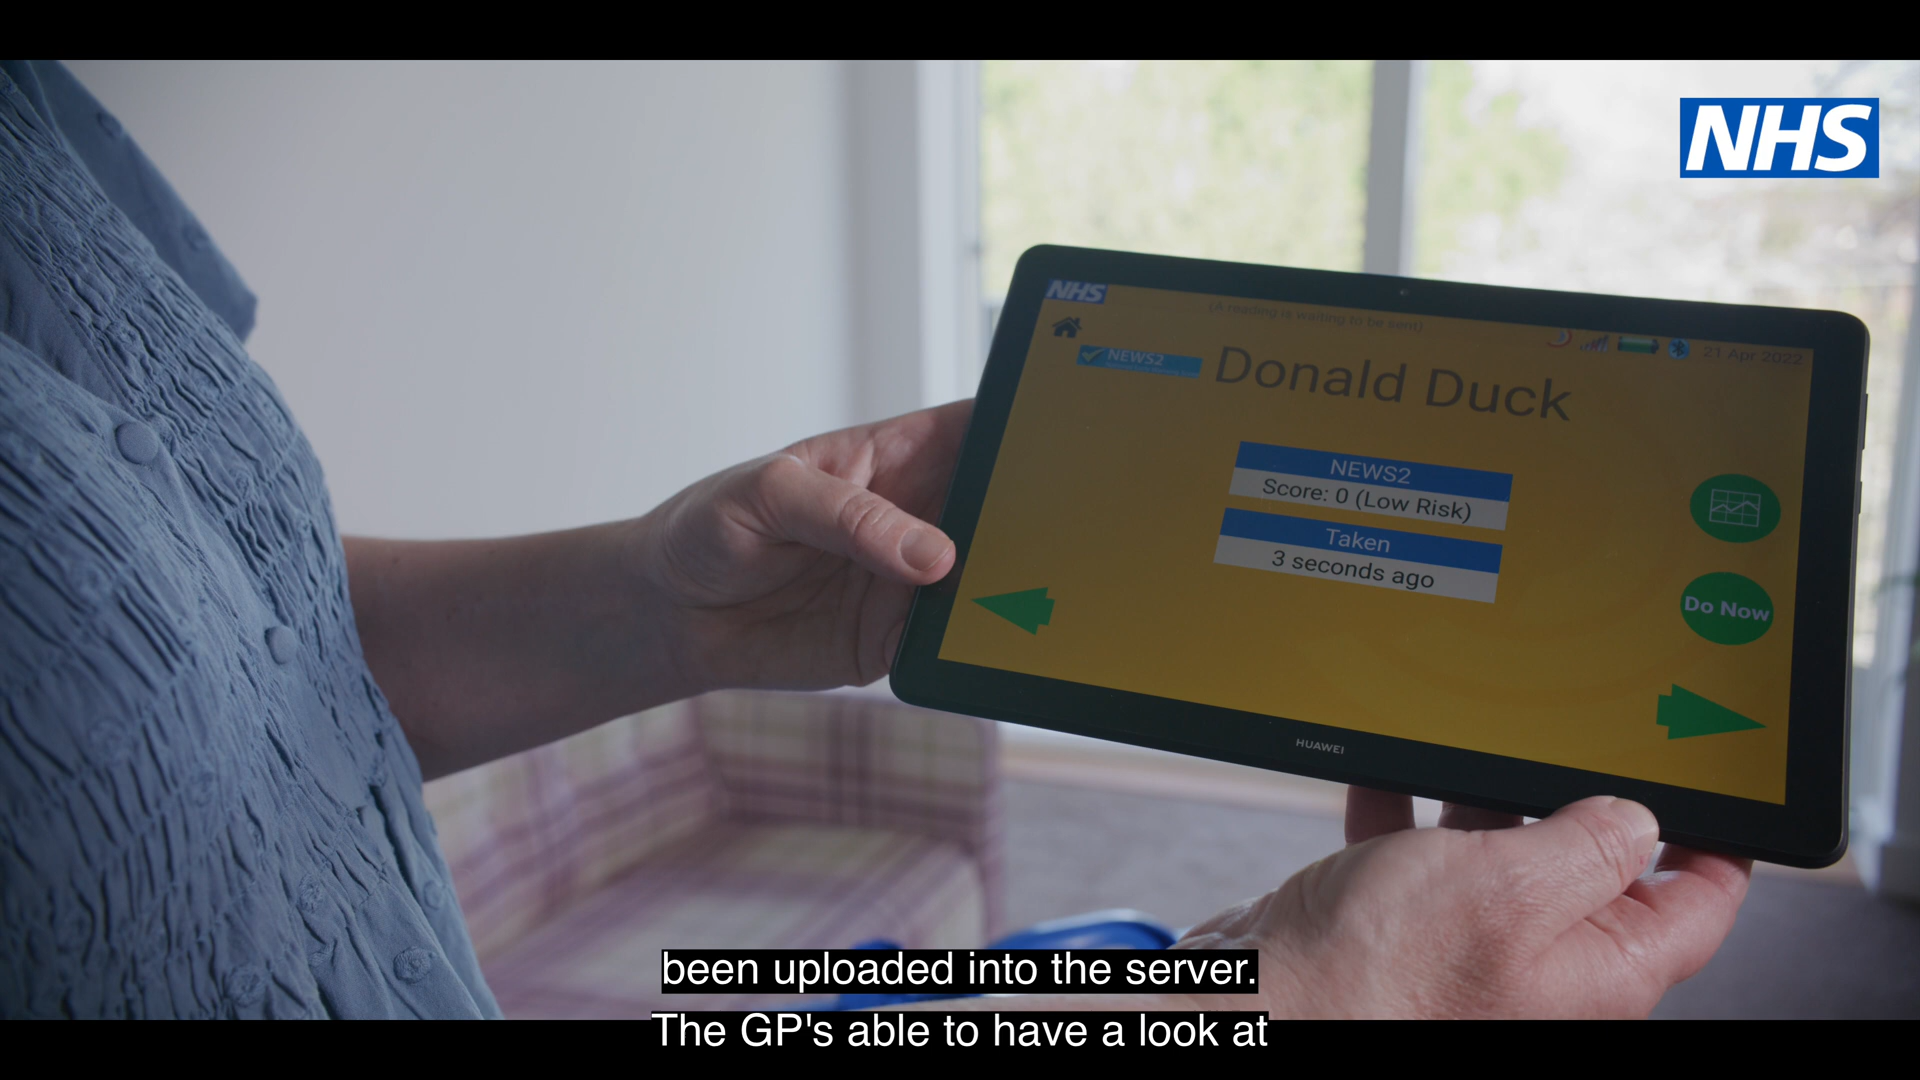 NHS
NHS
(A reading is waiting to be sent)
21 Apr 2022
NEWS2
Donald Duck
NEWS2
Score: 0 (Low Risk)
Taken
3 seconds ago
Do Now
HUAWEI
been uploaded into the server.
The GP's able to have a look at